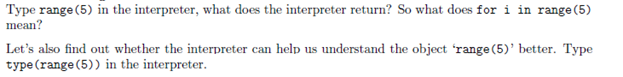 Type range(5) in the interpreter, what does the interpreter return? So what does for i in range(5)
mean?
Let's also find out whether the interpreter can help us understand the object 'range(5)' better. Type
type(range(5)) in the interpreter.